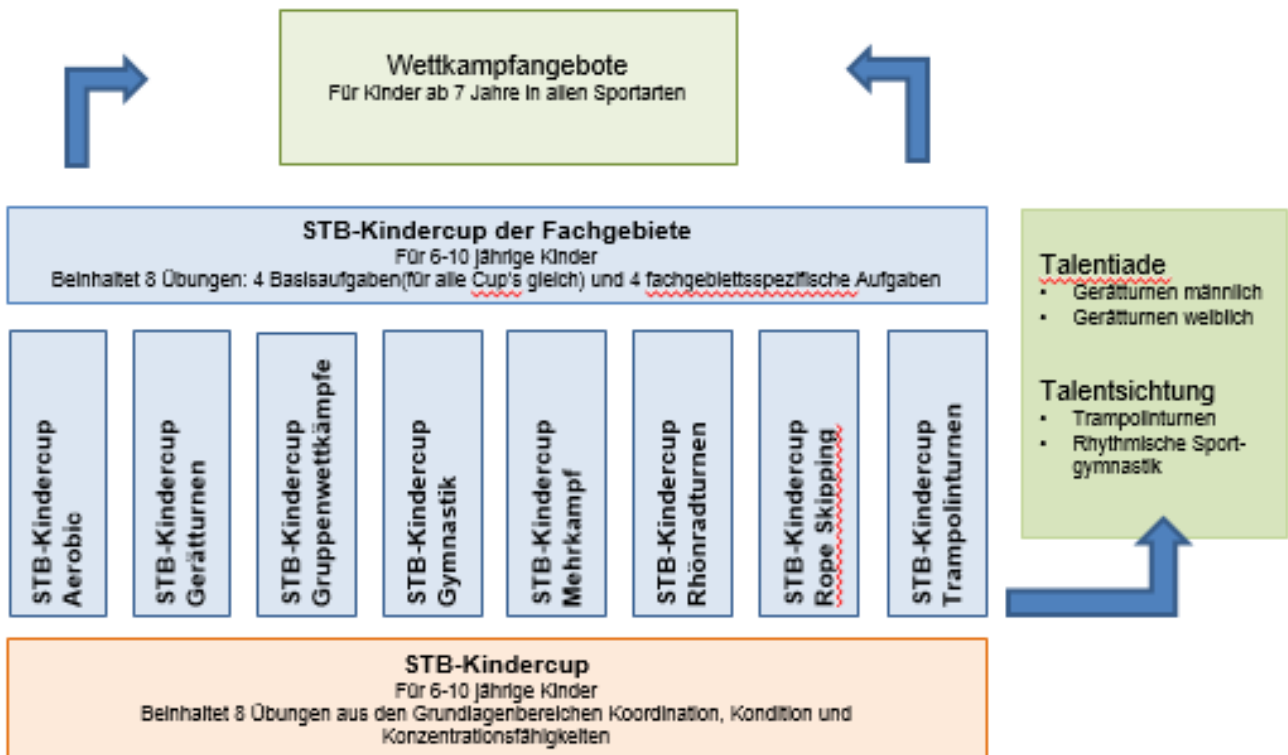 Wettkampfangebote
Für Kinder ab 7 Jahre in allen Sportarten
STB-Kindercup der Fachgebiete
Für 6-10 jährige Kinder
Beinhaltet 8 Übungen: 4 Basisaufgaben(für alle Cup's gleich) und 4 fachgebiettsspezifische Aufgaben
STB-Kindercup
Aerobic
STB-Kindercup
Gerätturnen
STB-Kindercup
Gruppenwettkämpfe
STB-Kindercup
Gymnastik
STB-Kindercup
Mehrkampf
STB-Kindercup
Rhönradturnen
STB-Kindercup
Rope Skipping
STB-Kindercup
Trampolinturnen
Talentiade
• Gerätturnen männlich
• Gerätturnen weiblich
Talentsichtung
• Trampolinturnen
• Rhythmische Sport-
gymnastik
STB-Kindercup
Für 6-10 jährige Kinder
Beinhaltet 8 Übungen aus den Grundlagenbereichen Koordination, Kondition und
Konzentrationsfähigkeiten